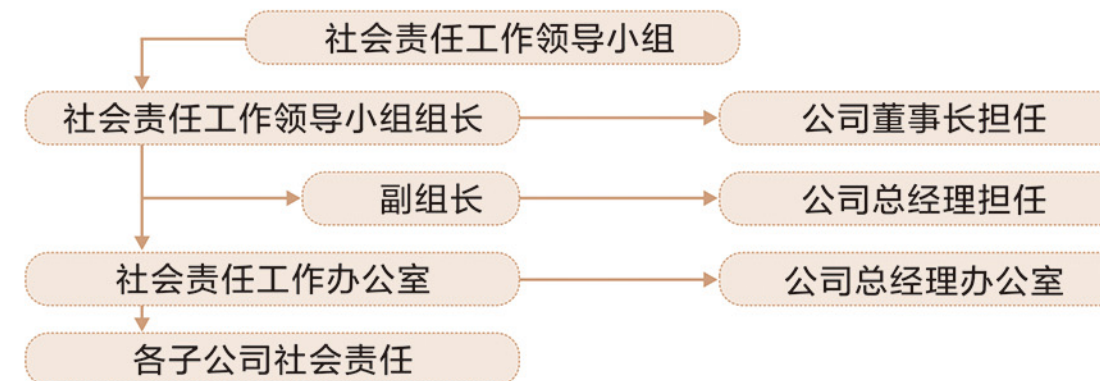 社会责任工作领导小组
社会责任工作领导小组组长
公司董事长担任
副组长
公司总经理担任
社会责任工作办公室
公司总经理办公室
各子公司社会责任